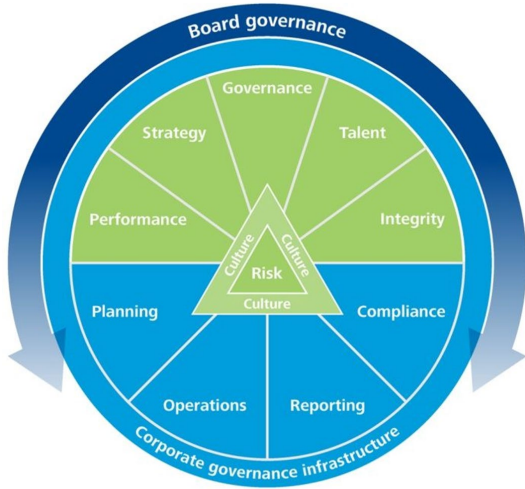 Board governance
Governance
Strategy
Talent
Performance
Integrity
Culture
Culture
Risk
Culture
Planning
Compliance
Operations
Reporting
Corporate governance infrastructure